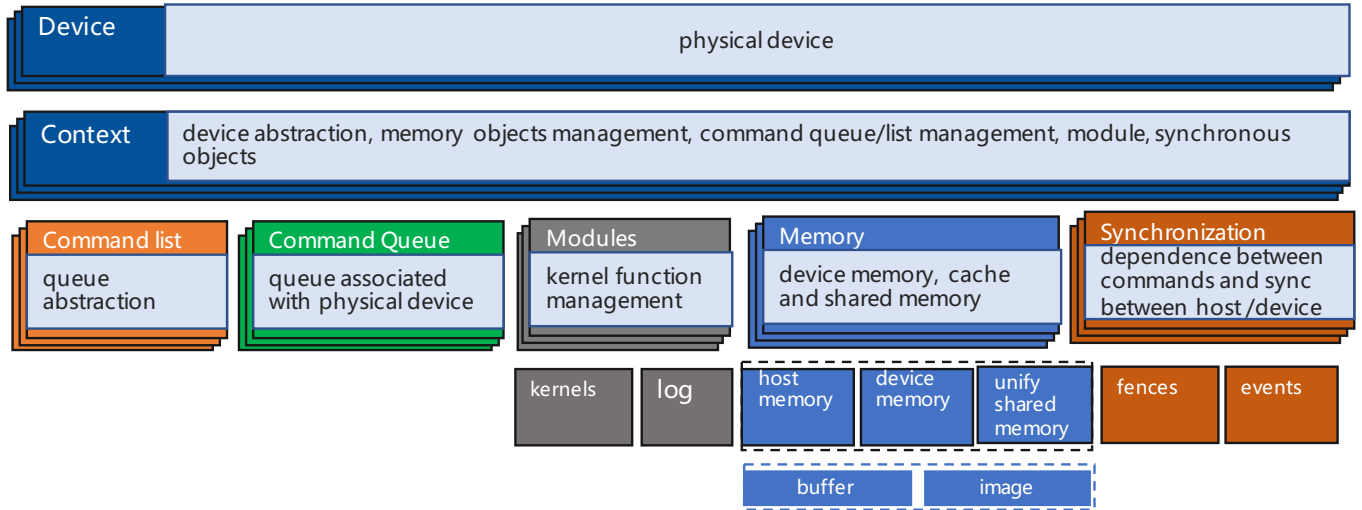 Device
physical device
Context
device abstraction, memory objects management, command queue/list management, module, synchronous
objects
Command list
queue
abstraction
Command Queue
queue associated
with physical device
Modules
kernel function
management
Memory
device memory, cache
and shared memory
Synchronization
dependence between
commands and sync
between host /device
kernels
log
host
memory
device
memory
unify
shared
memory
fences
events
buffer
image